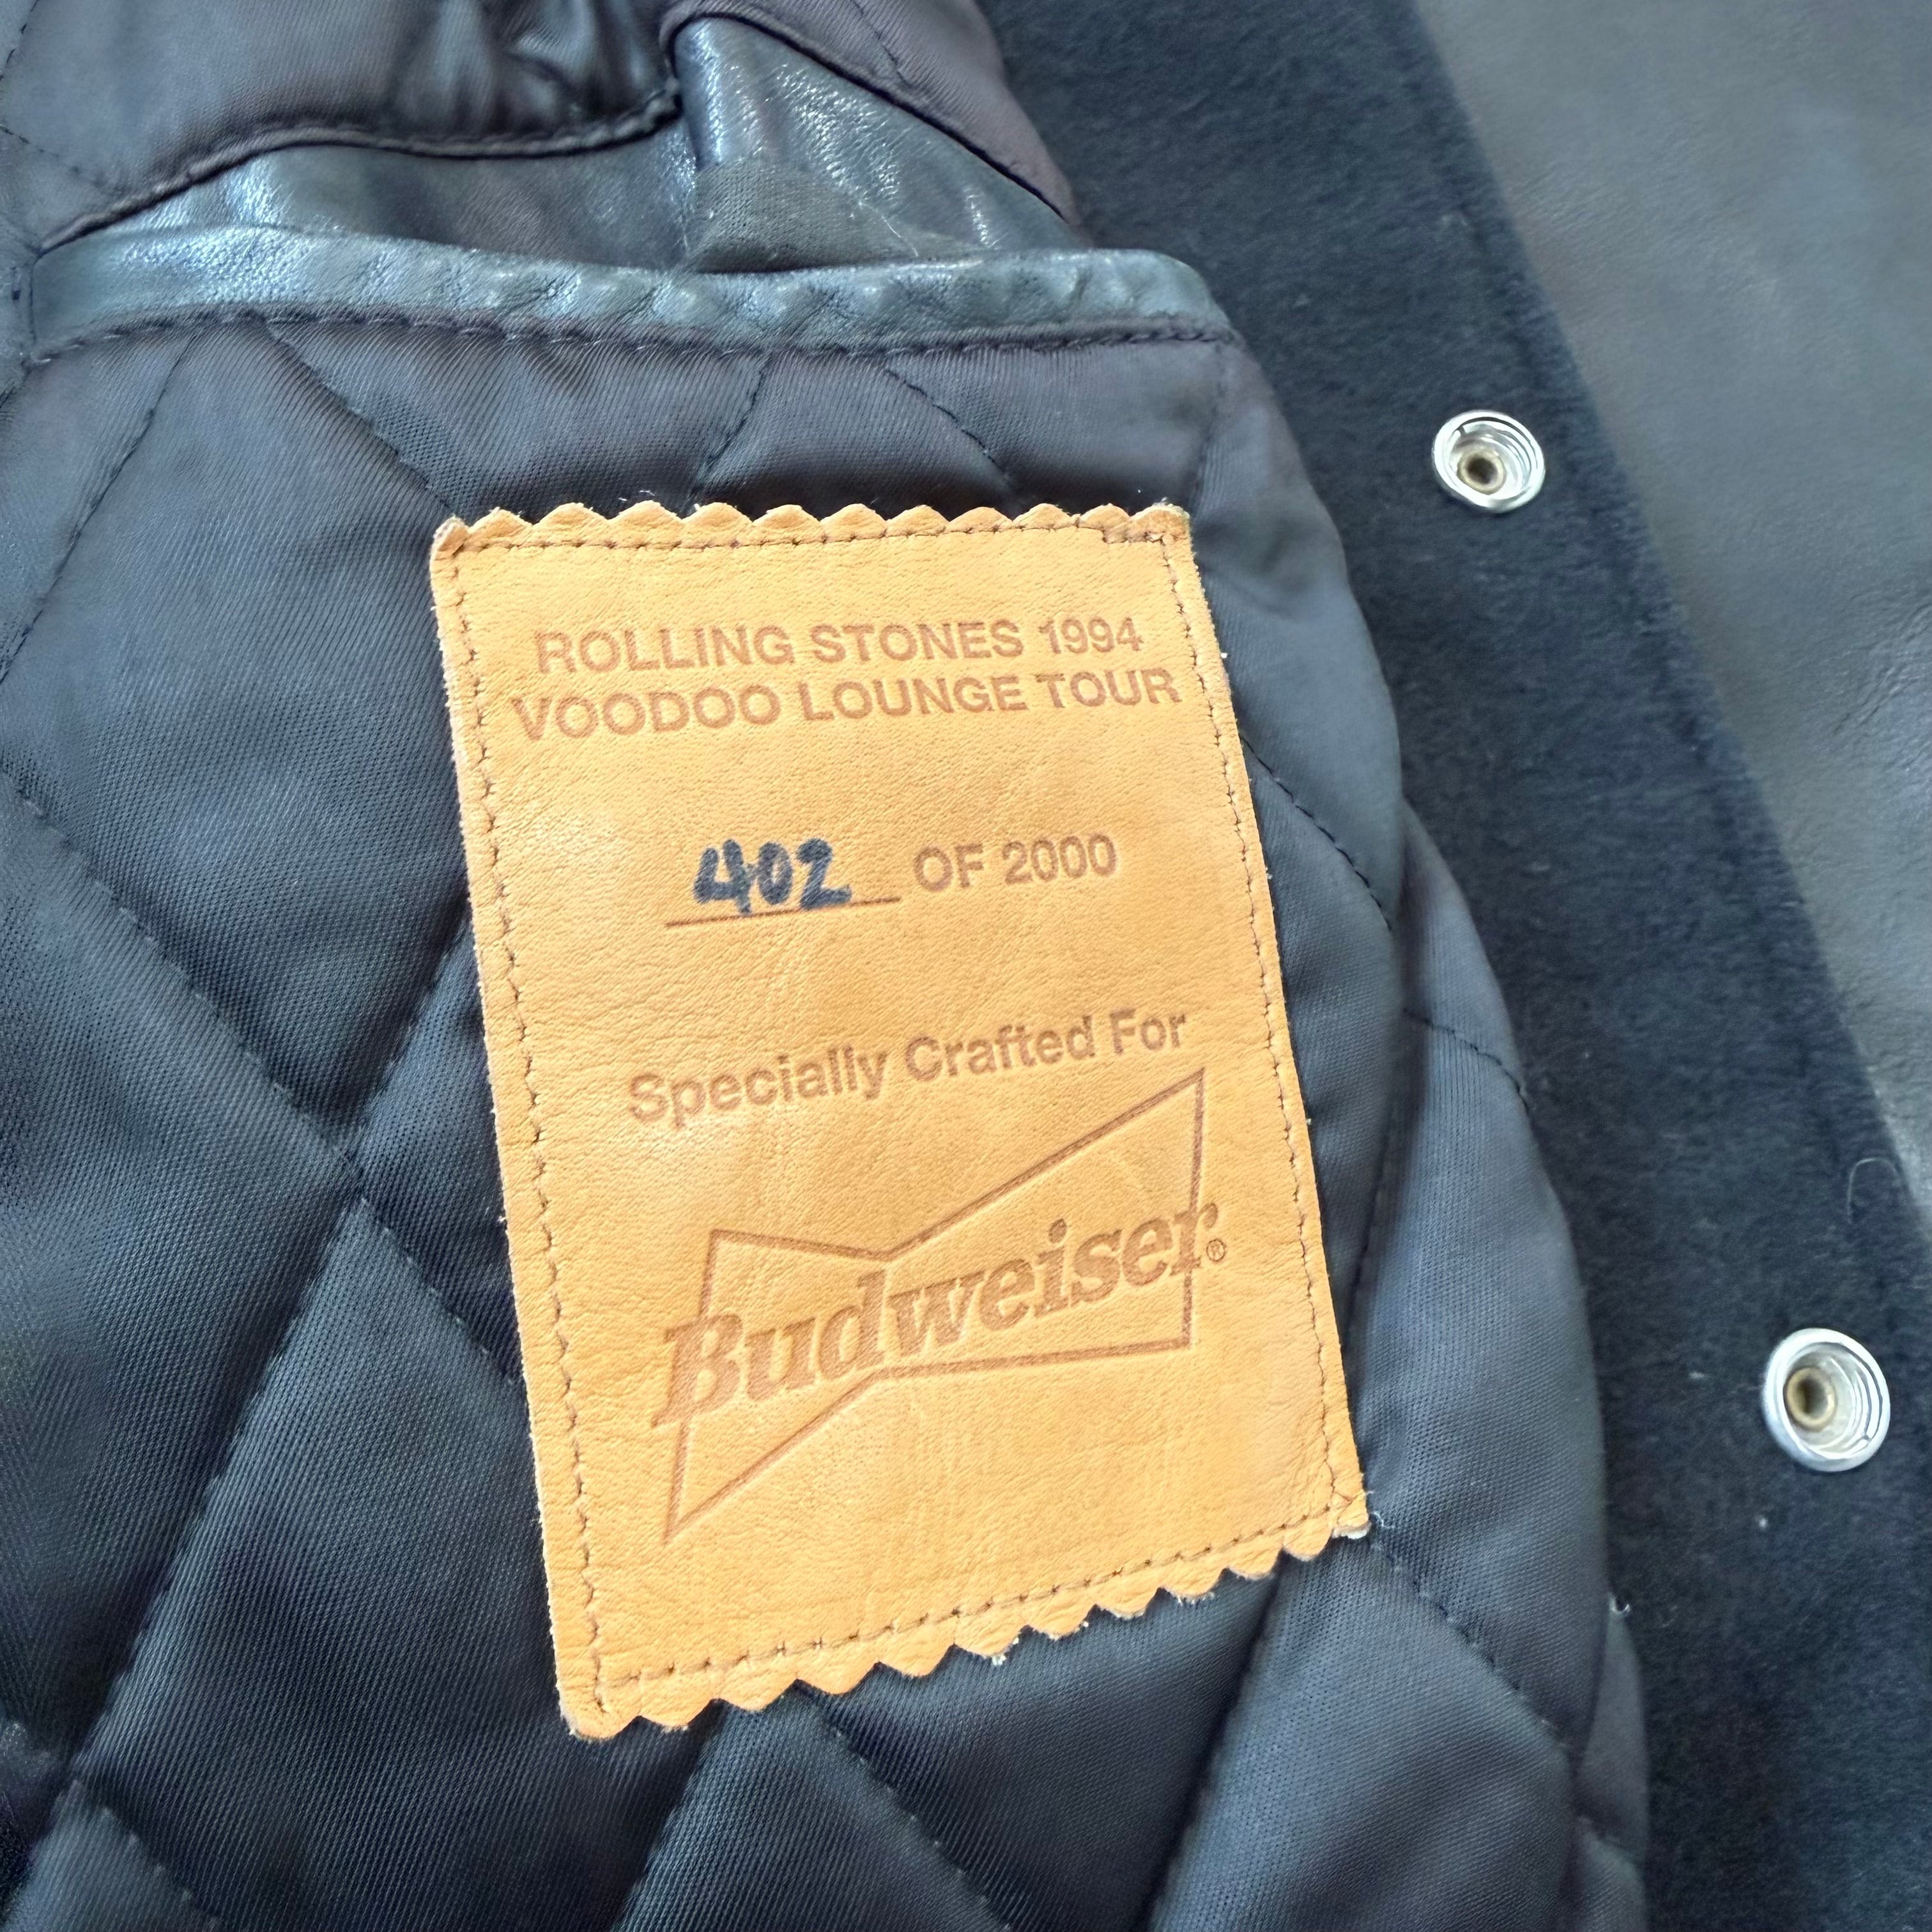 ROLLING STONES 1994
VOODOO LOUNGE TOUR
402 OF 2000
Specially Crafted For
Budweiser®